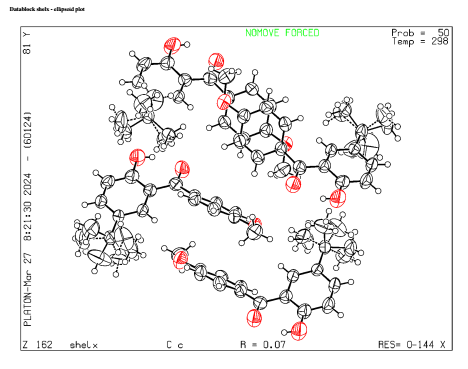 Datablock shelx - ellipsoid plot
NOMOVE FORCED
Prob = 50
Temp = 298
81 Y
PLATON-Mar 27 8:21:30 2024 - (60124)
Z 162 shelx C c R = 0.07 RES= 0-144 X